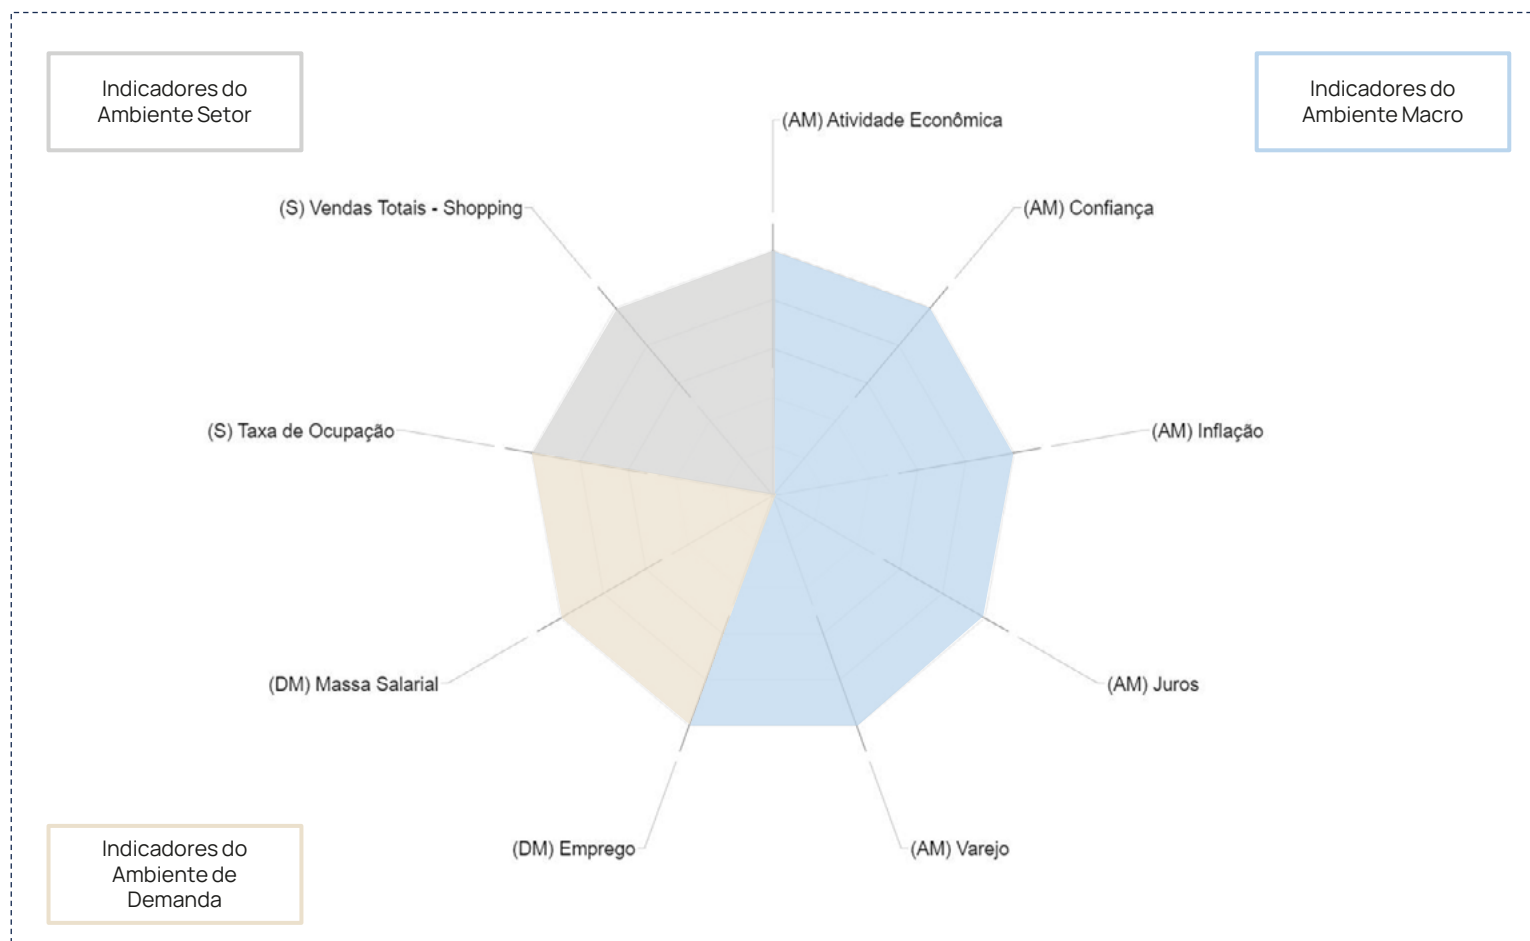 Indicadores do
Ambiente Setor
Indicadores do
Ambiente Macro
(AM) Atividade Econômica
(S) Vendas Totais - Shopping
(AM) Confiança
(S) Taxa de Ocupação
(AM) Inflação
(DM) Massa Salarial
(AM) Juros
(DM) Emprego
(AM) Varejo
Indicadores do
Ambiente de
Demanda